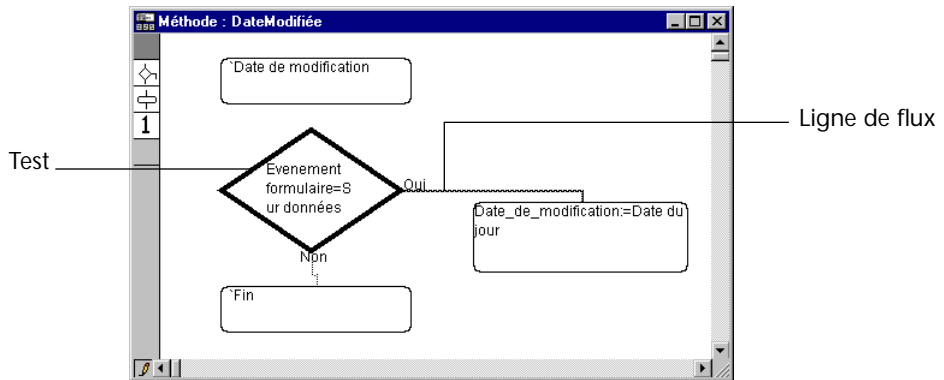 Méthode : DateModifiée
`Date de modification
Ligne de flux
1
Test
Evenement
formulaire=S
ur données
Oui
Date_de_modification:=Date du
jour
Non
`Fin